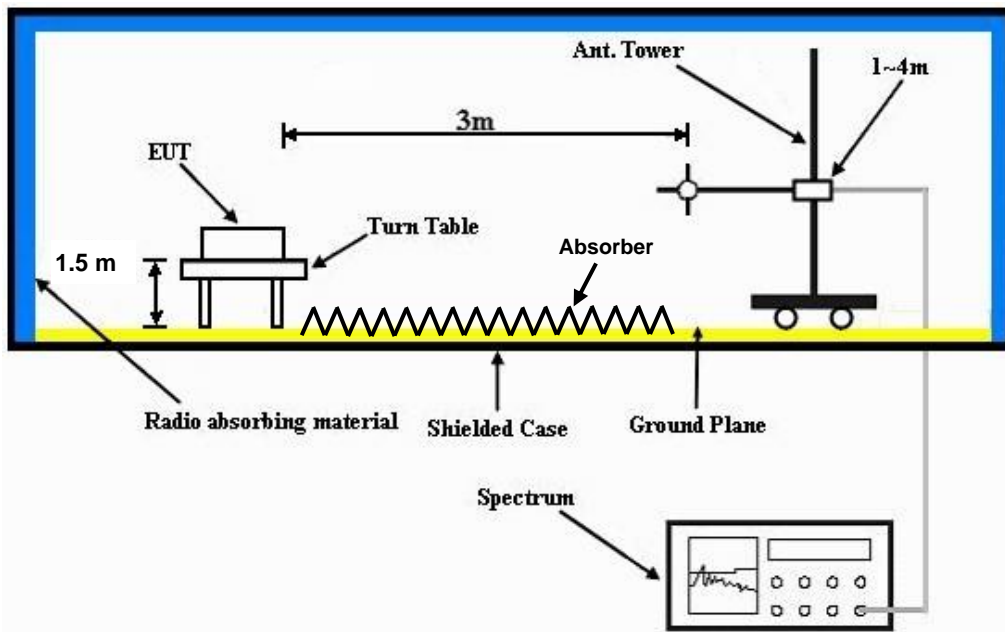 Ant. Tower
1~4m
3m
EUT
Turn Table
Absorber
1.5 m
Radio absorbing material
Shielded Case
Ground Plane
Spectrum